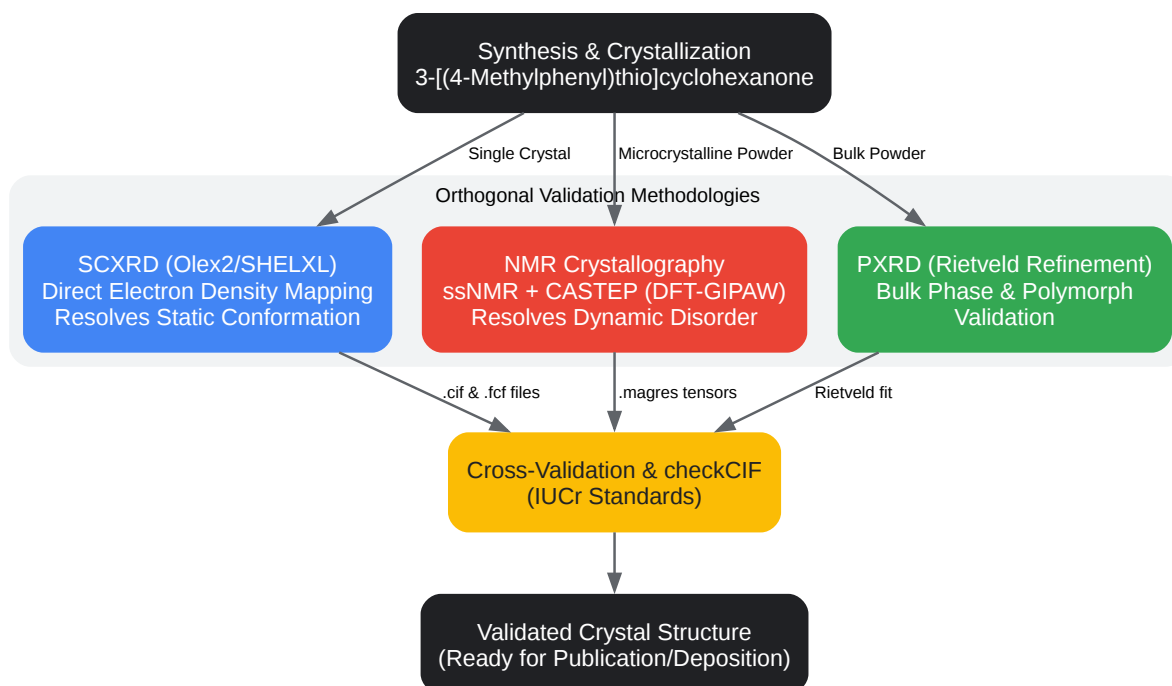 Synthesis & Crystallization
3-[(4-Methylphenyl)thio]cyclohexanone
Single Crystal
Microcrystalline Powder
Bulk Powder
Orthogonal Validation Methodologies
SCXRD (Olex2/SHELXL)
Direct Electron Density Mapping
Resolves Static Conformation
NMR Crystallography
ssNMR + CASTEP (DFT-GIPAW)
Resolves Dynamic Disorder
PXRD (Rietveld Refinement)
Bulk Phase & Polymorph
Validation
.cif & .fcf files
.magres tensors
Rietveld fit
Cross-Validation & checkCIF
(IUCr Standards)
Validated Crystal Structure
(Ready for Publication/Deposition)